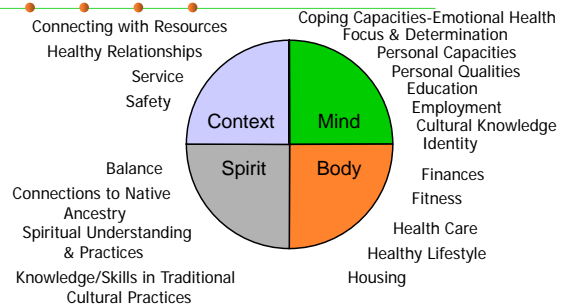 Connecting with Resources
Healthy Relationships
Service
Safety
Coping Capacities-Emotional Health
Focus & Determination
Personal Capacities
Personal Qualities
Education
Employment
Cultural Knowledge
Identity
Context
Mind
Spirit
Body
Balance
Connections to Native
Ancestry
Spiritual Understanding
& Practices
Knowledge/Skills in Traditional
Cultural Practices
Finances
Fitness
Health Care
Healthy Lifestyle
Housing